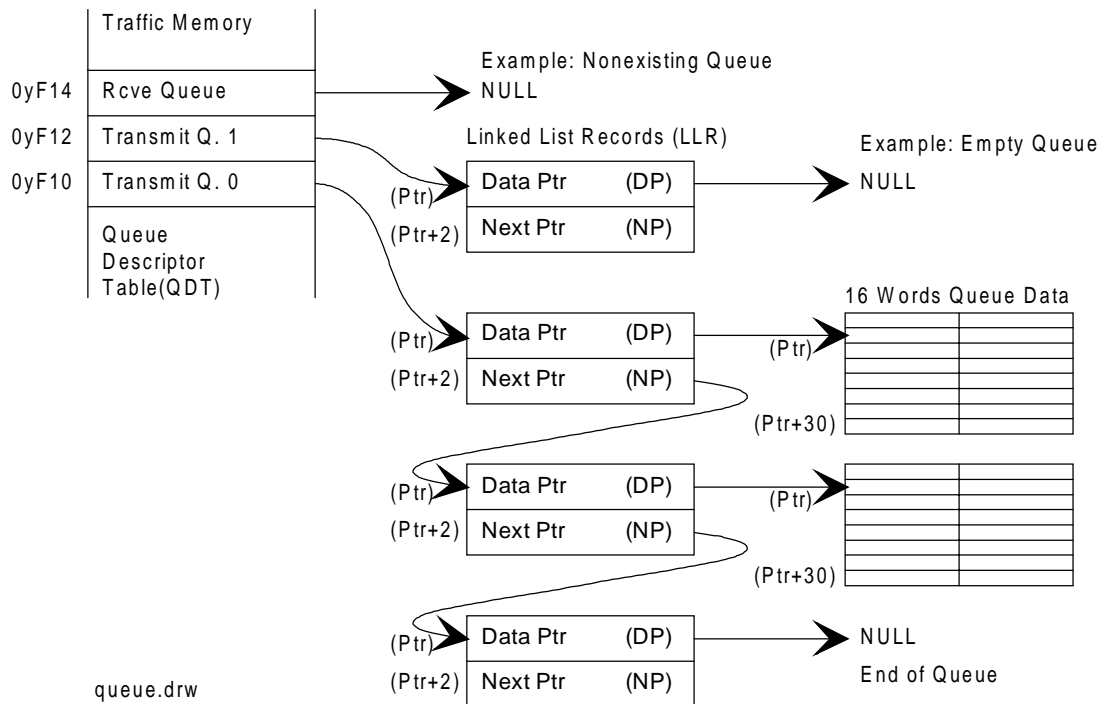 Traffic Memory
Example: Nonexisting Queue
0yF14 Rcve Queue NULL
0yF12 Transmit Q. 1 Linked List Records (LLR) Example: Empty Queue
0yF10 Transmit Q. 0 (Ptr) Data Ptr (DP) NULL
(Ptr+2) Next Ptr (NP)
Queue
Descriptor
Table(QDT)
16 Words Queue Data
(Ptr) Data Ptr (DP) (Ptr)
(Ptr+2) Next Ptr (NP)
(Ptr+30)
(Ptr) Data Ptr (DP) (Ptr)
(Ptr+2) Next Ptr (NP)
(Ptr+30)
(Ptr) Data Ptr (DP) NULL
(Ptr+2) Next Ptr (NP) End of Queue
queue.drw